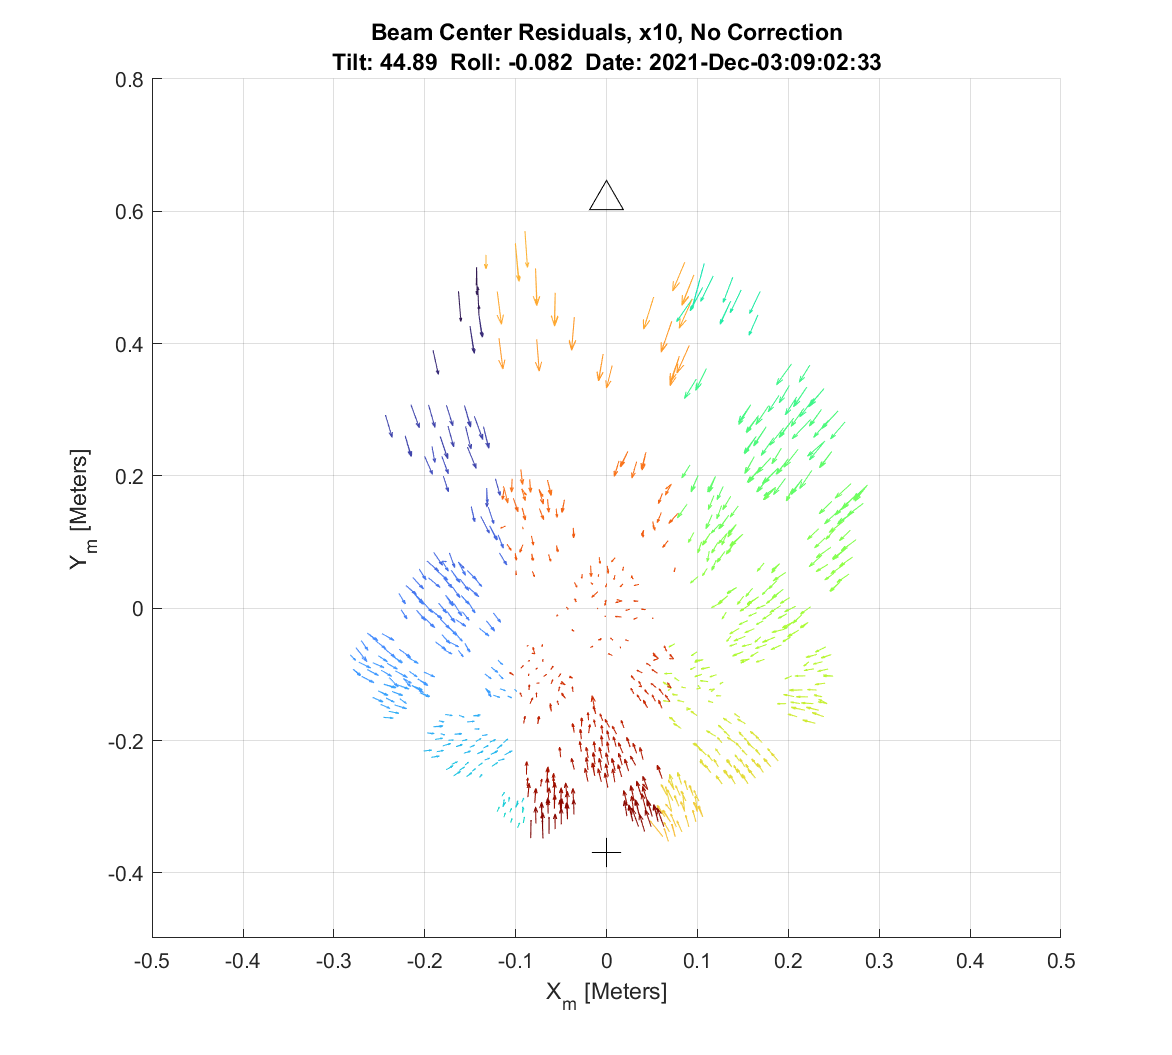 Beam Center Residuals, x10, No Correction
Tilt: 44.89 Roll: -0.082 Date: 2021-Dec-03:09:02:33
0.8
0.6
0.4
0.2
0
-0.2
-0.4
Y_m [Meters]
-0.5 -0.4 -0.3 -0.2 -0.1 0 0.1 0.2 0.3 0.4 0.5
X_m [Meters]